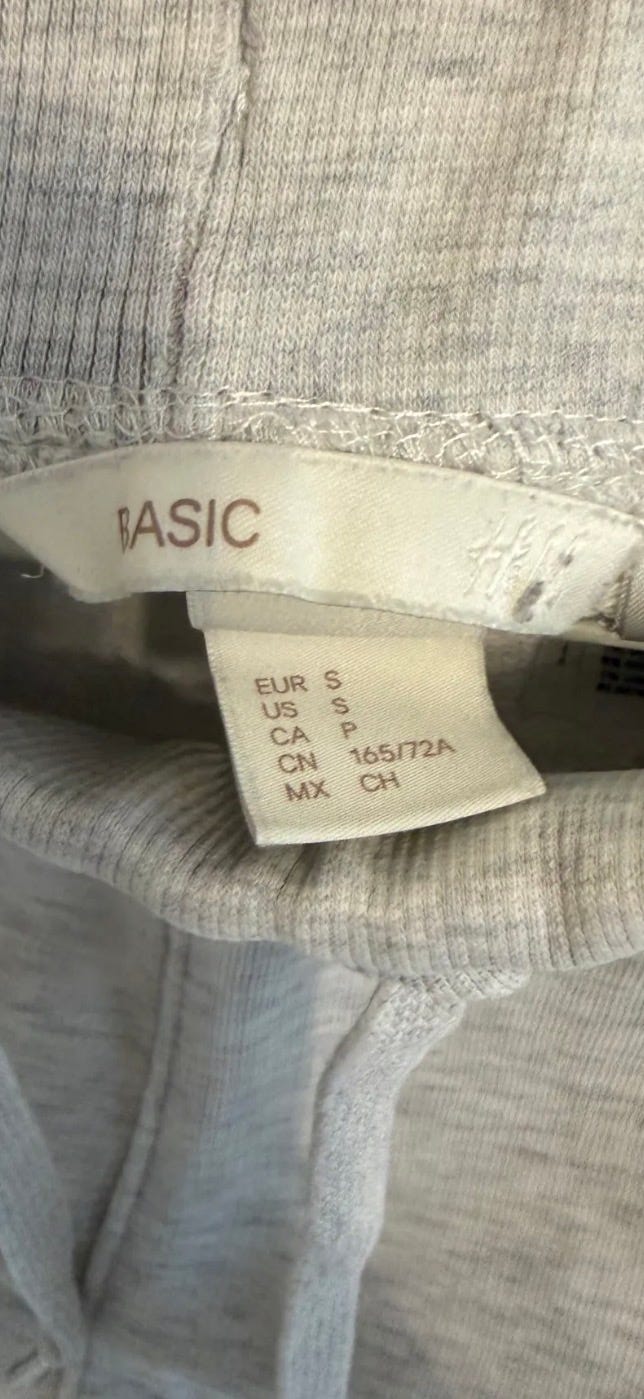 BASIC
EUR S
US S
CA P
CN 165/72A
MX CH